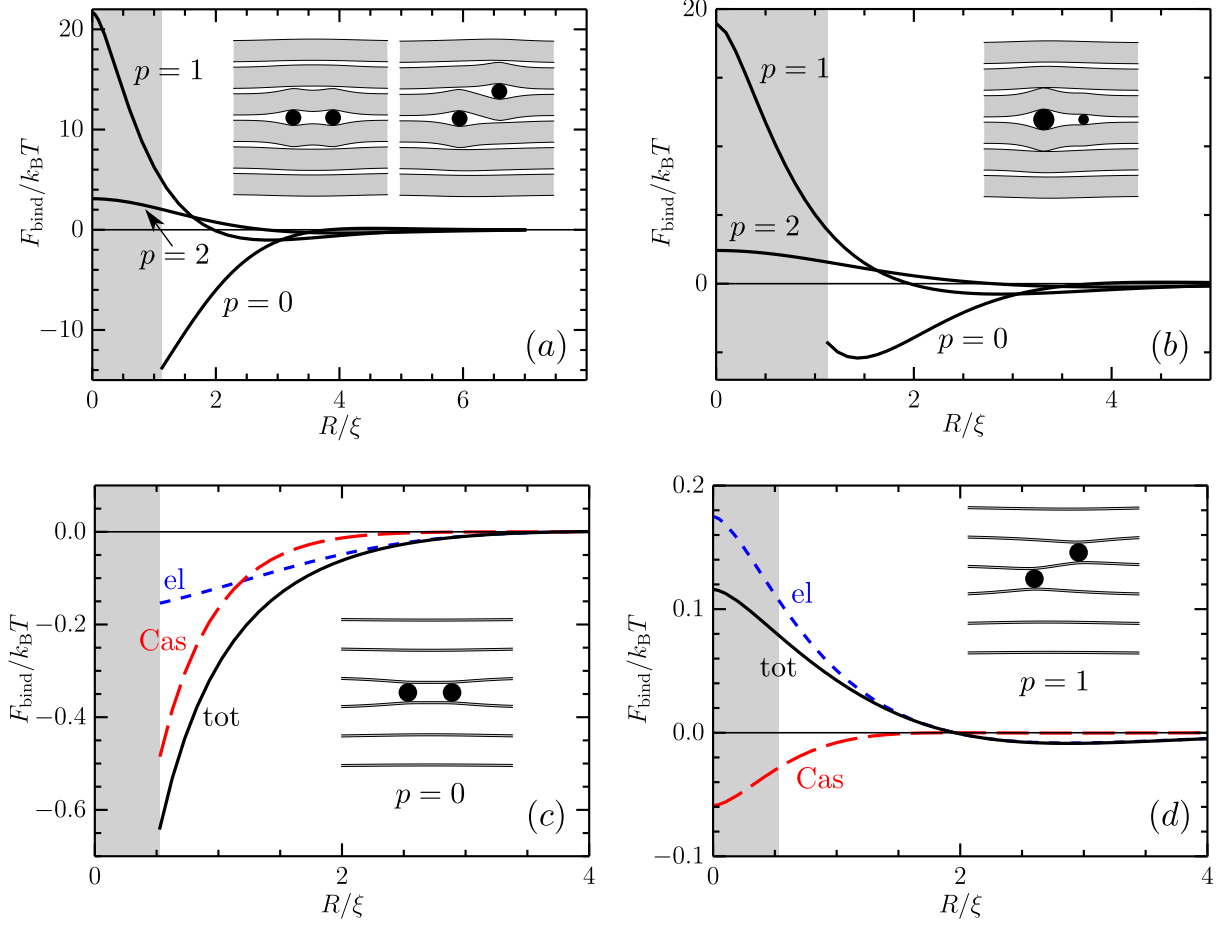 20
10
0
−10
F_bind/k_BT
p = 1
p = 2
p = 0
(a)
0
2
4
6
R/ξ
20
10
0
F_bind/k_BT
p = 1
p = 2
p = 0
(b)
0
2
4
R/ξ
0.0
−0.2
−0.4
−0.6
F_bind/k_BT
el
Cas
tot
p = 0
(c)
0
2
4
R/ξ
0.2
0.1
0.0
−0.1
F_bind/k_BT
el
tot
Cas
p = 1
(d)
0
2
4
R/ξ